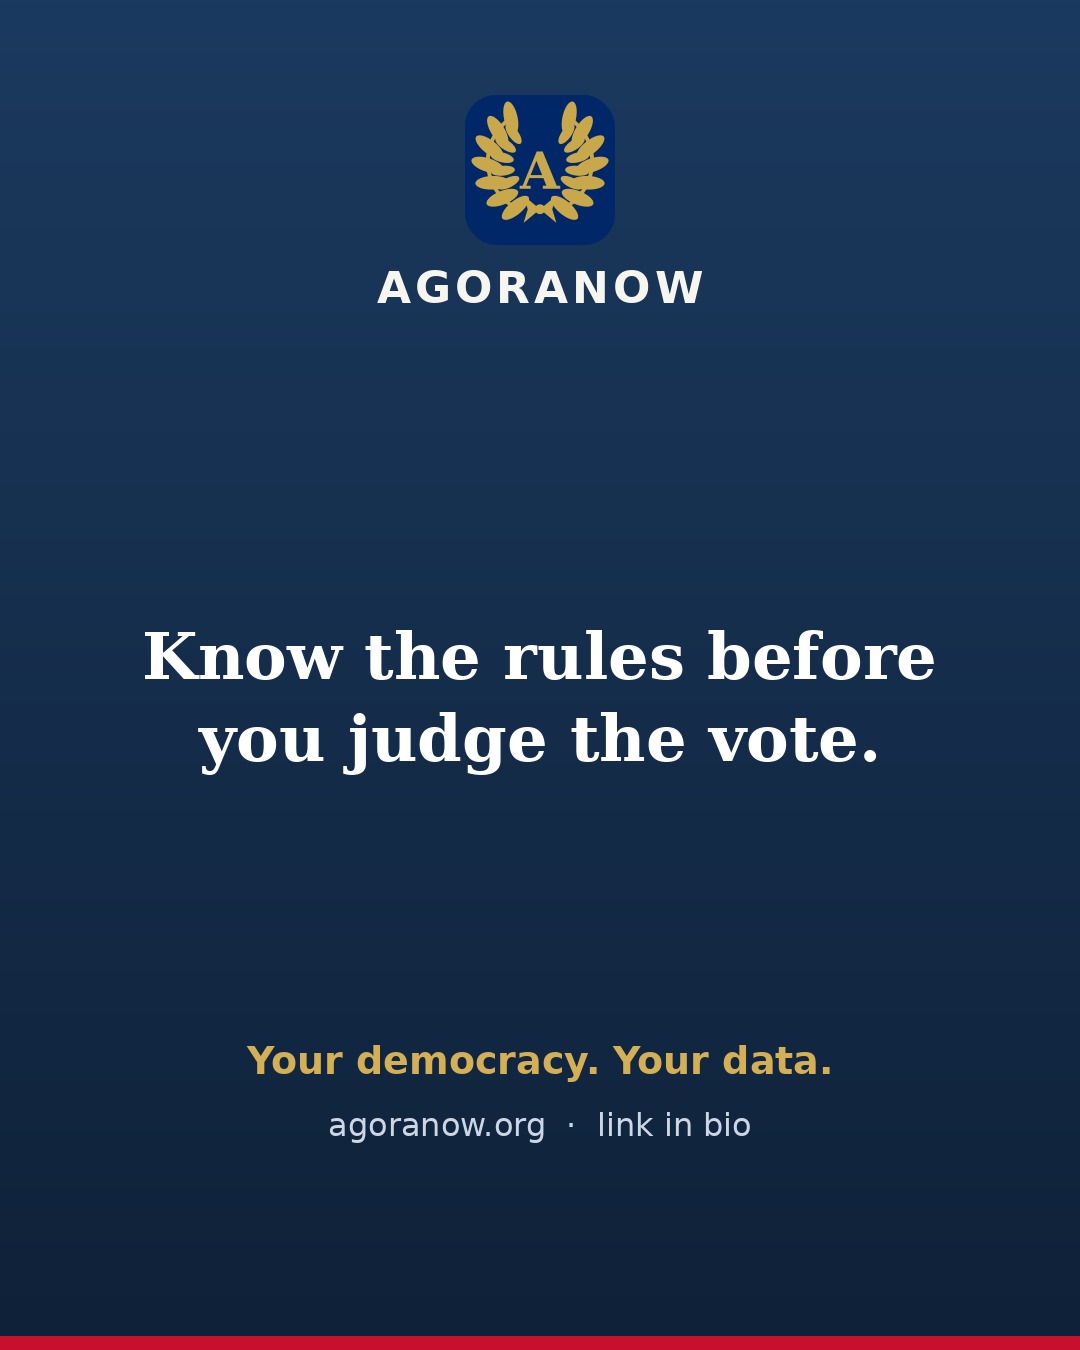 A
AGORANOW
Know the rules before
you judge the vote.
Your democracy. Your data.
agoranow.org · link in bio